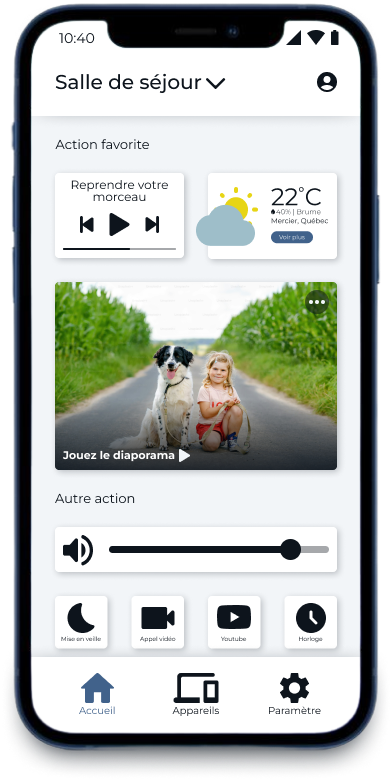 10:40
Salle de séjour
Action favorite
Reprendre votre
morceau
22°C
40% | Brume
Mercier, Québec
Voir plus
Jouez le diaporama
Autre action
Mise en veille
Appel vidéo
Youtube
Horloge
Accueil
Appareils
Paramètre